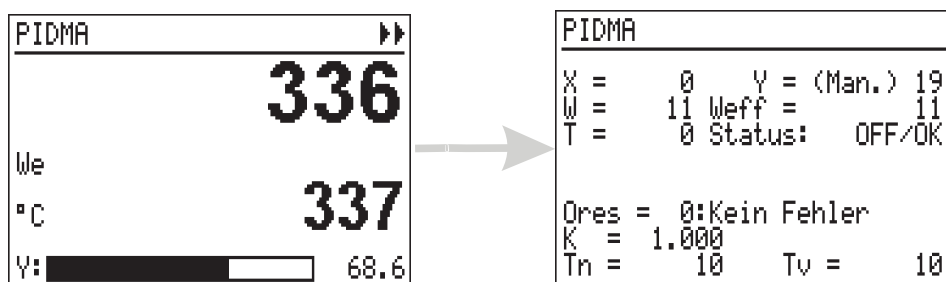 PIDMA
336
We
°C 337
Y: 68.6
PIDMA
X = 0 Y = (Man.) 19
W = 11 Weff = 11
T = 0 Status: OFF/OK
Ores = 0:Kein Fehler
K = 1.000
Tn = 10 Tv = 10